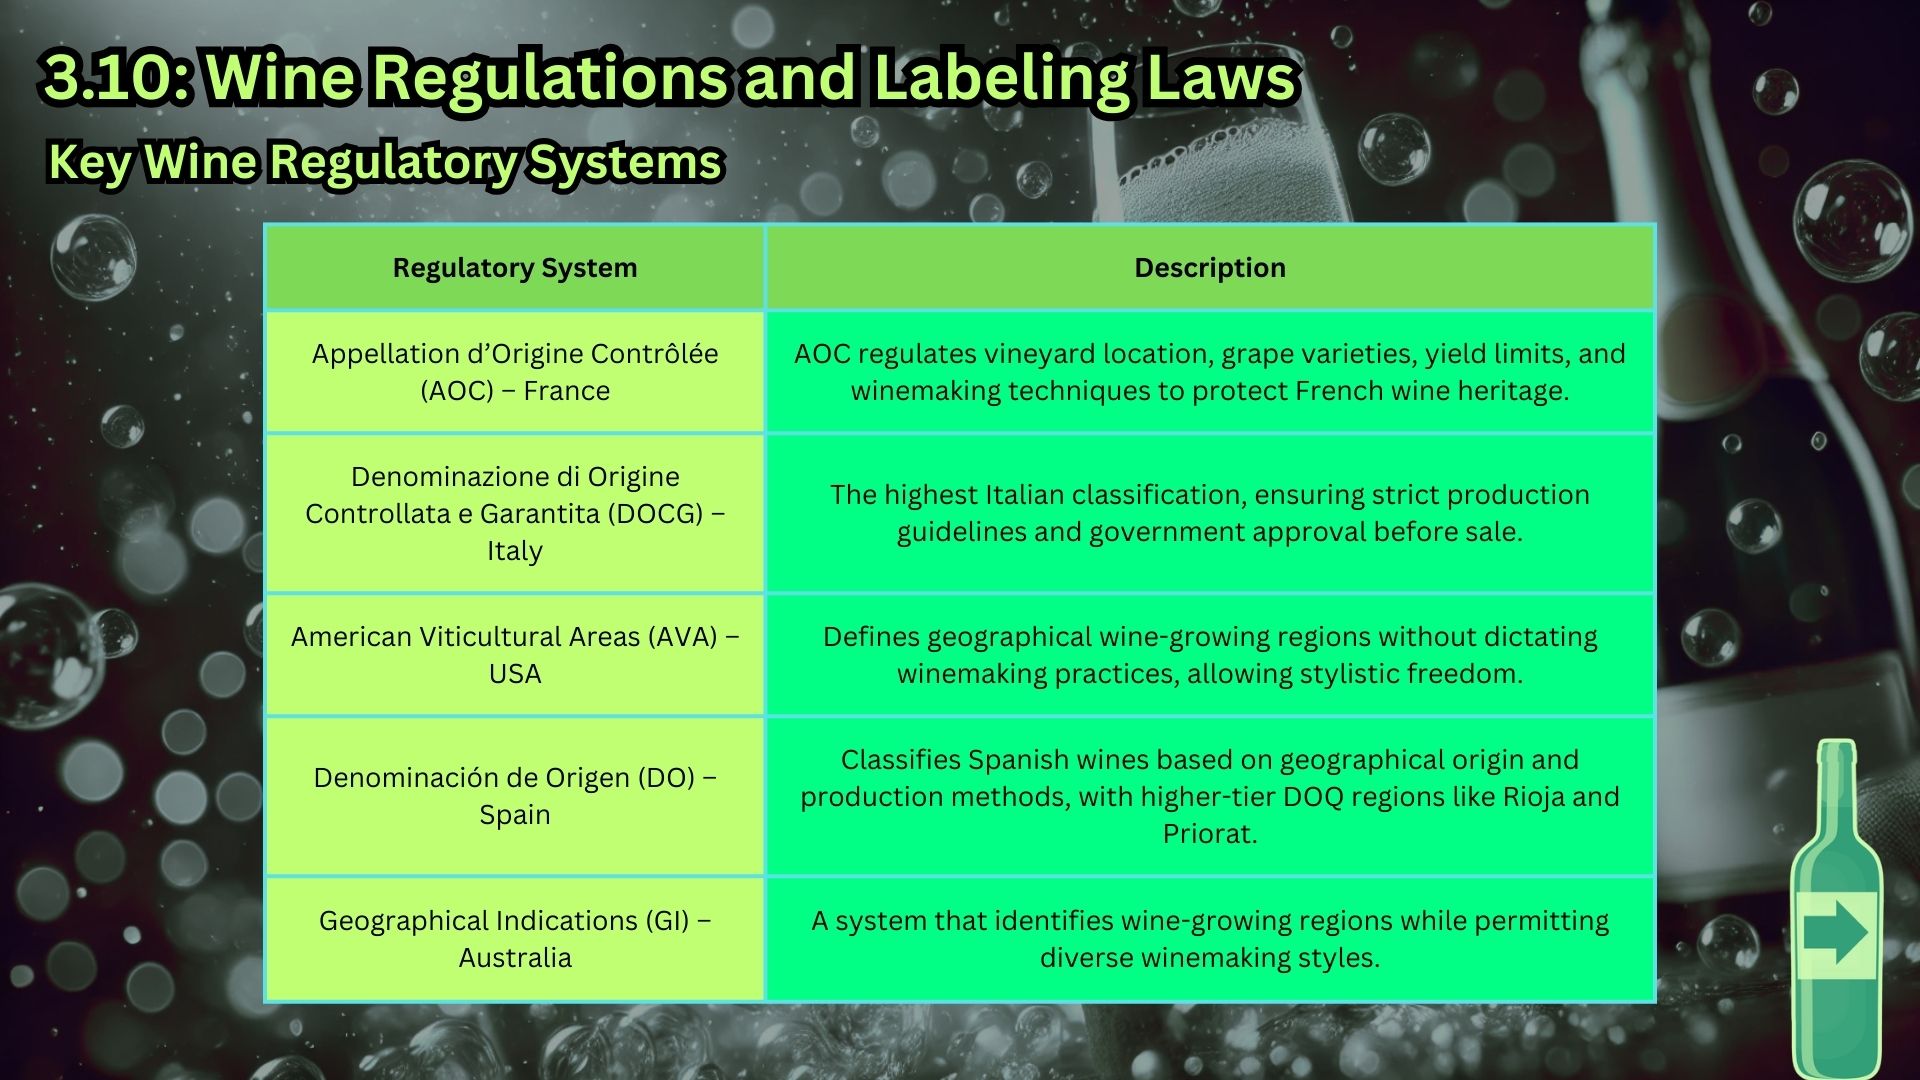 3.10: Wine Regulations and Labeling Laws
Key Wine Regulatory Systems
Regulatory System
Description
Appellation d’Origine Contrôlée
(AOC) – France
AOC regulates vineyard location, grape varieties, yield limits, and
winemaking techniques to protect French wine heritage.
Denominazione di Origine
Controllata e Garantita (DOCG) –
Italy
The highest Italian classification, ensuring strict production
guidelines and government approval before sale.
American Viticultural Areas (AVA) –
USA
Defines geographical wine-growing regions without dictating
winemaking practices, allowing stylistic freedom.
Denominación de Origen (DO) –
Spain
Classifies Spanish wines based on geographical origin and
production methods, with higher-tier DOQ regions like Rioja and
Priorat.
Geographical Indications (GI) –
Australia
A system that identifies wine-growing regions while permitting
diverse winemaking styles.